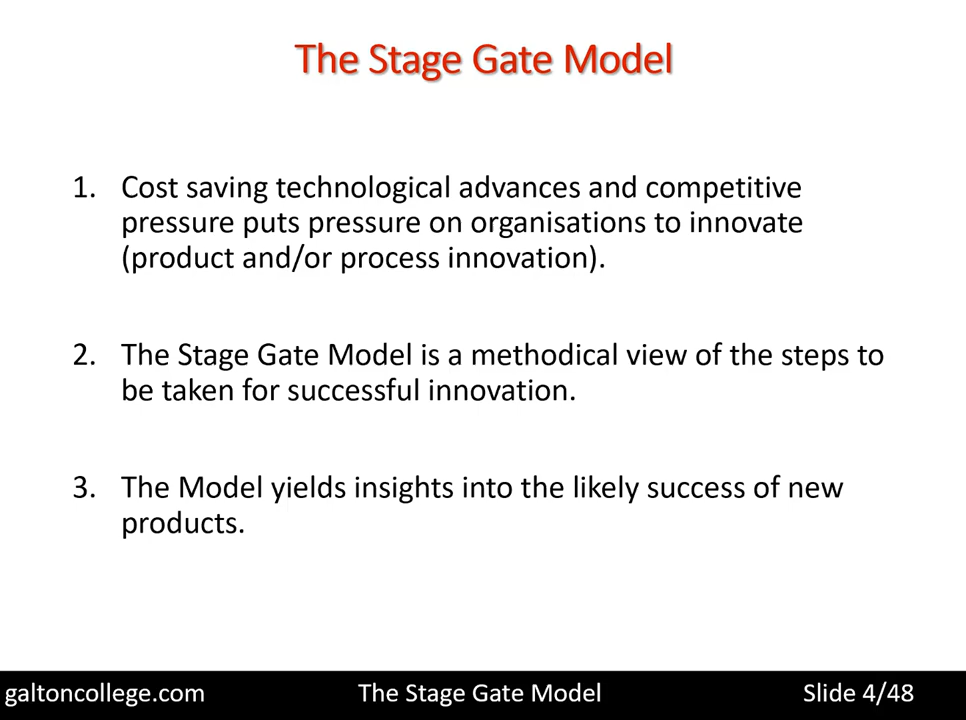 The Stage Gate Model
1. Cost saving technological advances and competitive
pressure puts pressure on organisations to innovate
(product and/or process innovation).
2. The Stage Gate Model is a methodical view of the steps to
be taken for successful innovation.
3. The Model yields insights into the likely success of new
products.
galtoncollege.com The Stage Gate Model Slide 4/48